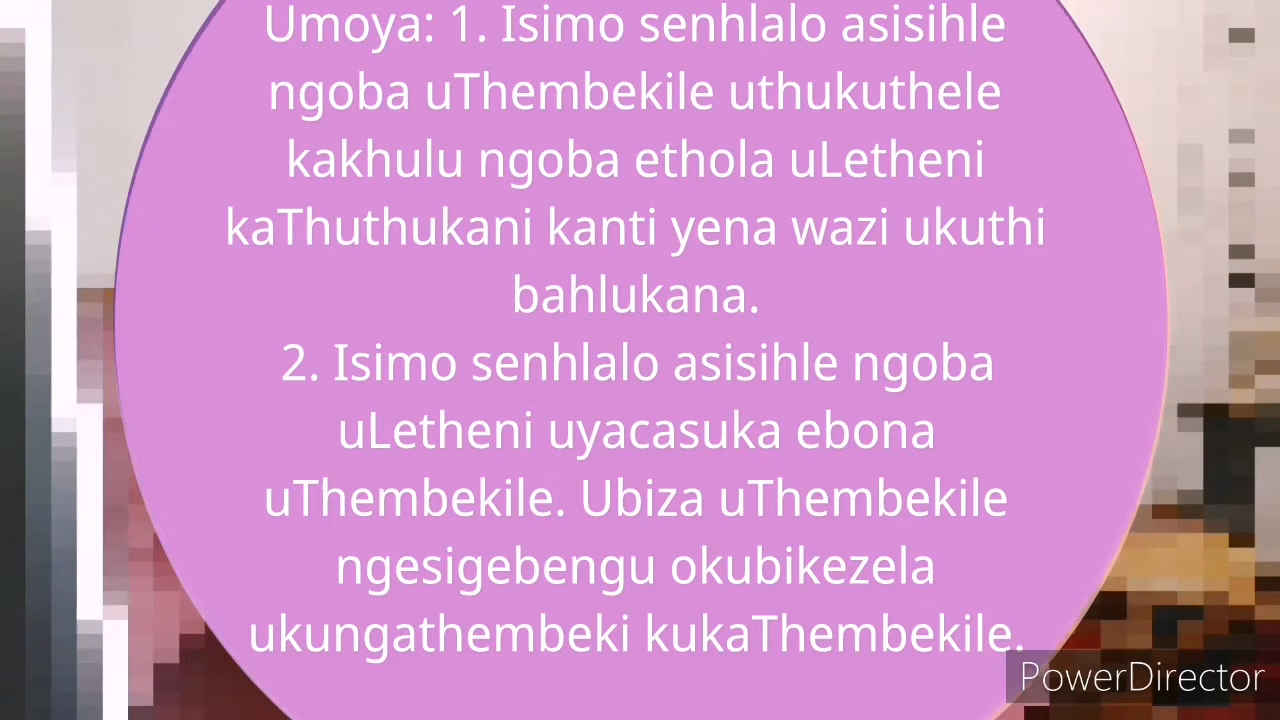 Umoya: 1. Isimo senhlalo asisihle
ngoba uThembekile uthukuthele
kakhulu ngoba ethola uLetheni
kaThuthukani kanti yena wazi ukuthi
bahlukana.
2. Isimo senhlalo asisihle ngoba
uLetheni uyacasuka ebona
uThembekile. Ubiza uThembekile
ngesigebengu okubikezela
ukungathembeki kukaThembekile.
PowerDirector